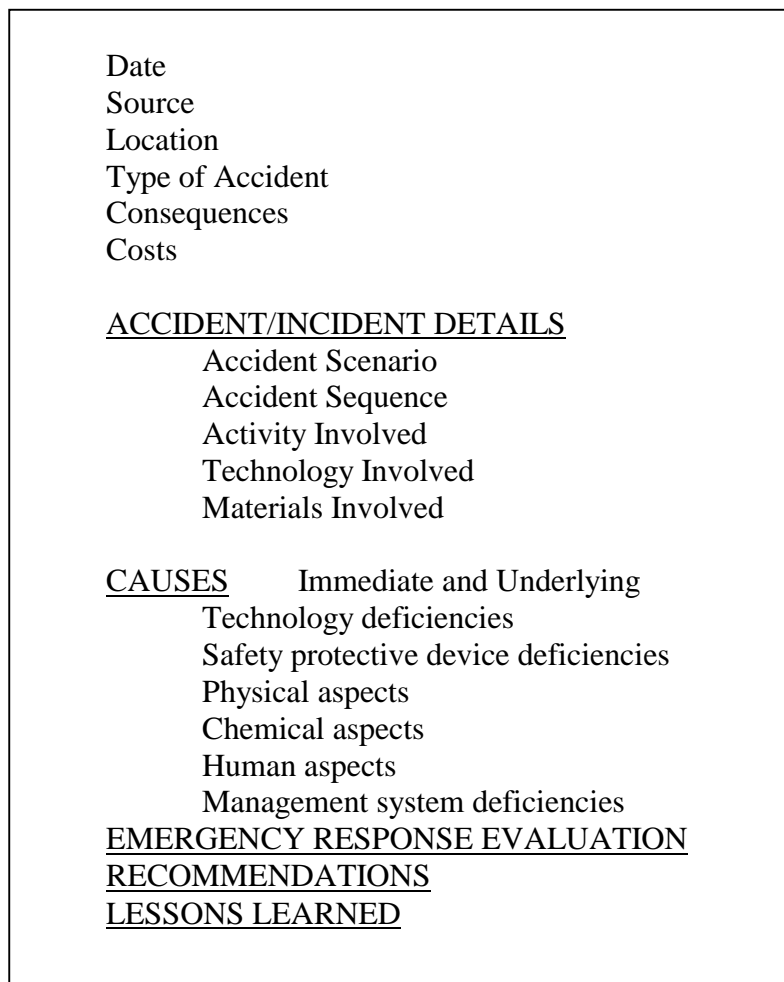 Date
Source
Location
Type of Accident
Consequences
Costs
ACCIDENT/INCIDENT DETAILS
Accident Scenario
Accident Sequence
Activity Involved
Technology Involved
Materials Involved
CAUSES Immediate and Underlying
Technology deficiencies
Safety protective device deficiencies
Physical aspects
Chemical aspects
Human aspects
Management system deficiencies
EMERGENCY RESPONSE EVALUATION
RECOMMENDATIONS
LESSONS LEARNED